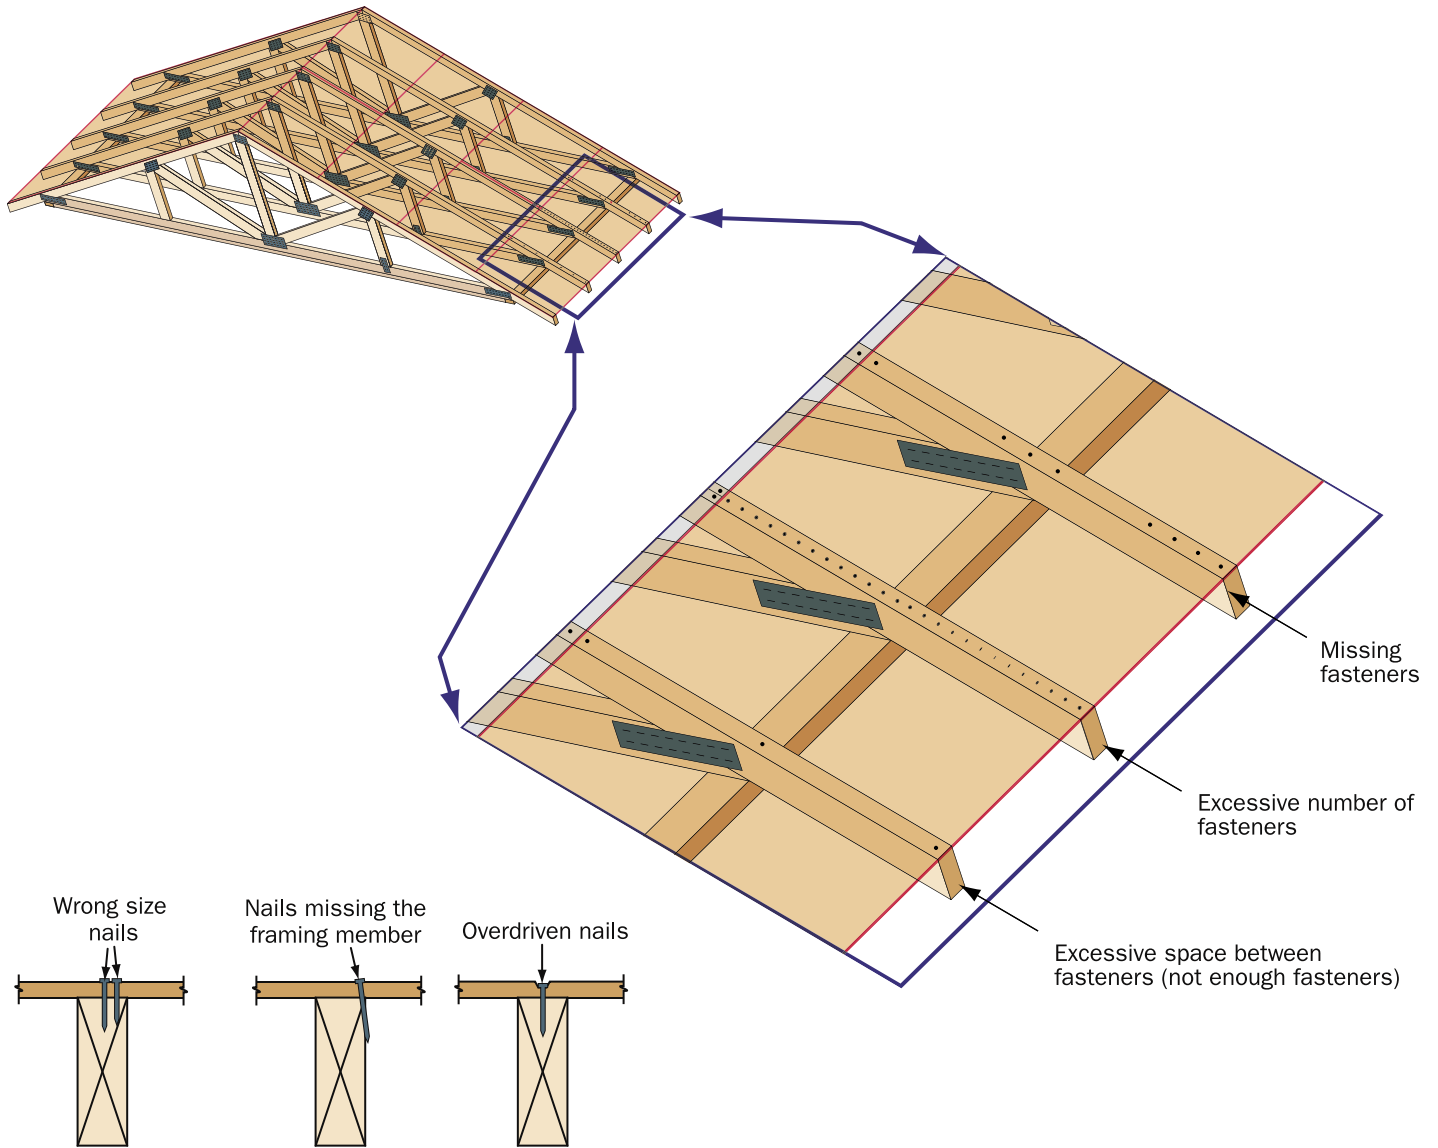 Missing
fasteners
Excessive number of
fasteners
Excessive space between
fasteners (not enough fasteners)
Wrong size
nails
Nails missing the
framing member
Overdriven nails